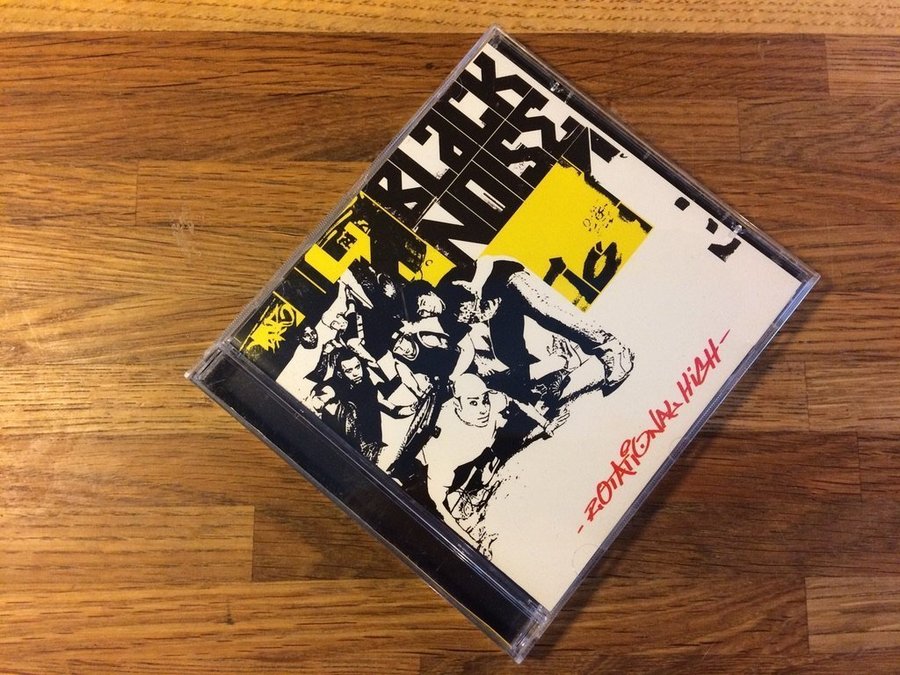 BLACK
NOISE
- ROTATIONAL HIGH -